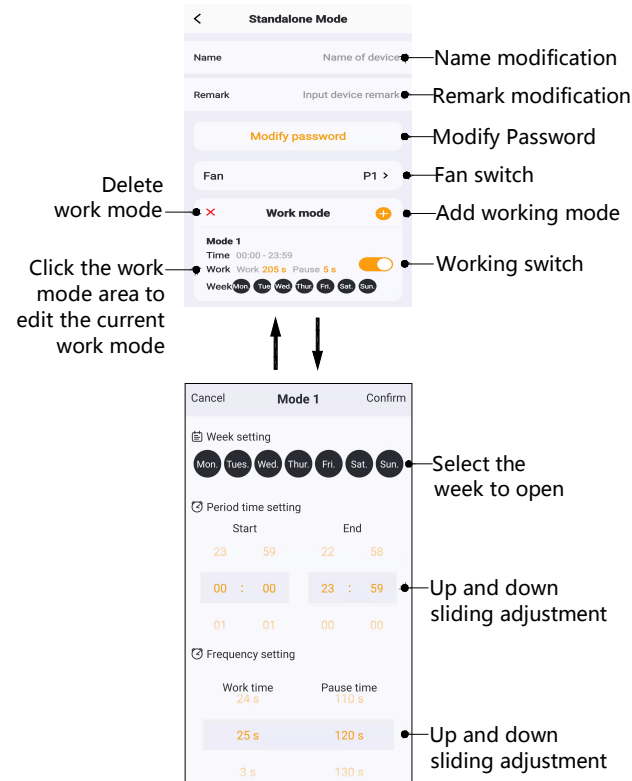 Standalone Mode
Name Name of device
Name modification
Remark Input device remark
Remark modification
Modify password
Modify Password
Fan P1 >
Fan switch
Delete
work mode
Work mode
Add working mode
Mode 1
Time 00:00 - 23:59
Work Work 205 s Pause 5 s
Week Mon. Tue Wed. Thur. Fri. Sat. Sun.
Working switch
Click the work
mode area to
edit the current
work mode
Cancel Mode 1 Confirm
Week setting
Mon. Tues. Wed. Thur. Fri. Sat. Sun.
Select the
week to open
Period time setting
Start End
23 59 22 58
00 : 00 23 : 59
01 01 00 00
Up and down
sliding adjustment
Frequency setting
Work time Pause time
24 s 110 s
25 s 120 s
3 s 130 s
Up and down
sliding adjustment